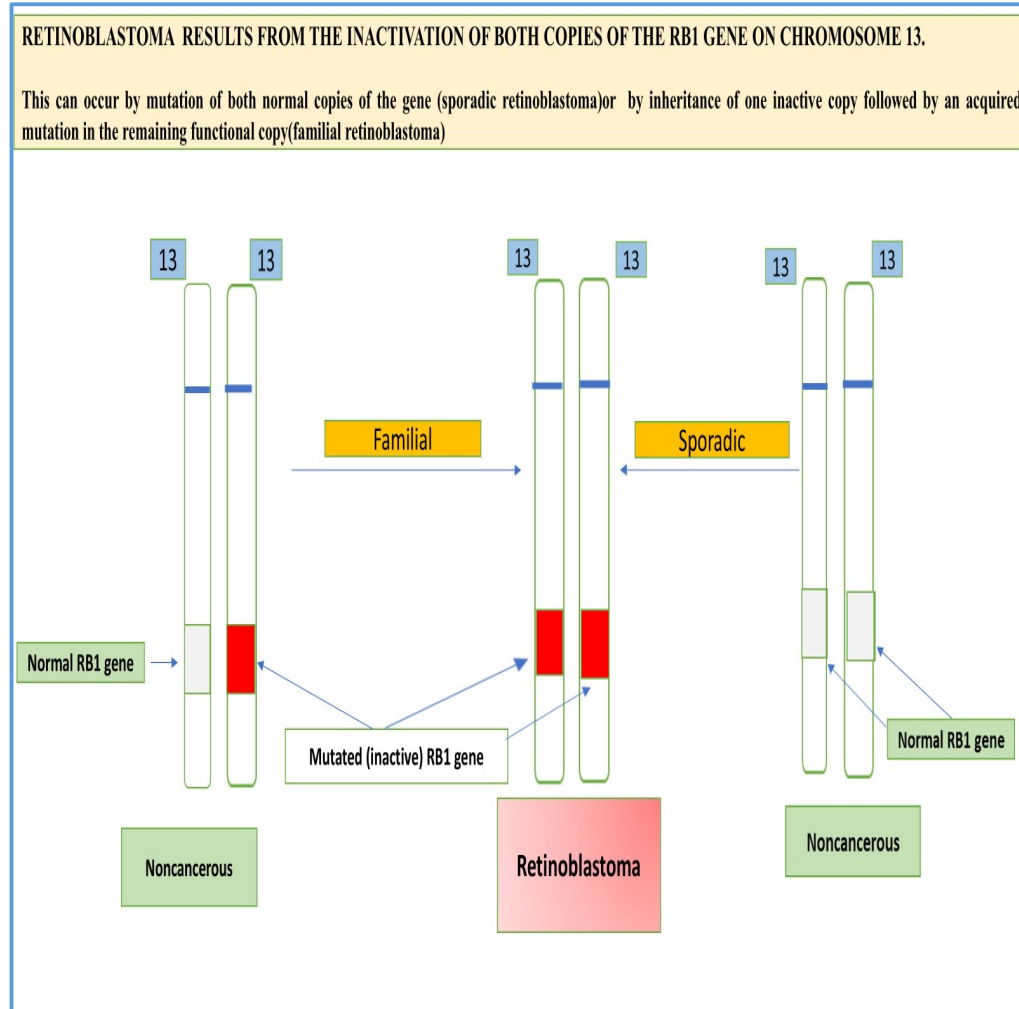 RETINOBLASTOMA RESULTS FROM THE INACTIVATION OF BOTH COPIES OF THE RB1 GENE ON CHROMOSOME 13.
This can occur by mutation of both normal copies of the gene (sporadic retinoblastoma)or by inheritance of one inactive copy followed by an acquired
mutation in the remaining functional copy(familial retinoblastoma)
13 13 13 13 13 13
Familial Sporadic
Normal RB1 gene
Mutated (inactive) RB1 gene
Normal RB1 gene
Noncancerous
Retinoblastoma
Noncancerous